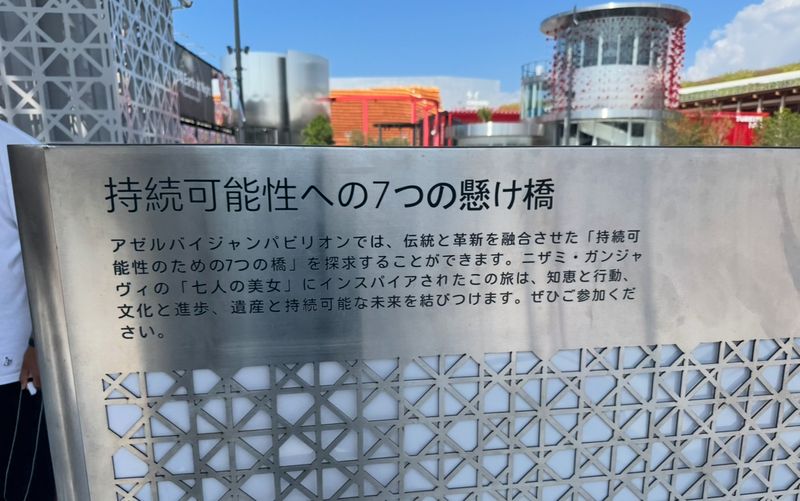 持続可能性への7つの懸け橋
アゼルバイジャンパビリオンでは、伝統と革新を融合させた「持続可
能性のための7つの橋」を探求することができます。ニザミ・ガンジャ
ヴィの「七人の美女」にインスパイアされたこの旅は、知恵と行動、
文化と進歩、遺産と持続可能な未来を結びつけます。ぜひご参加くだ
さい。